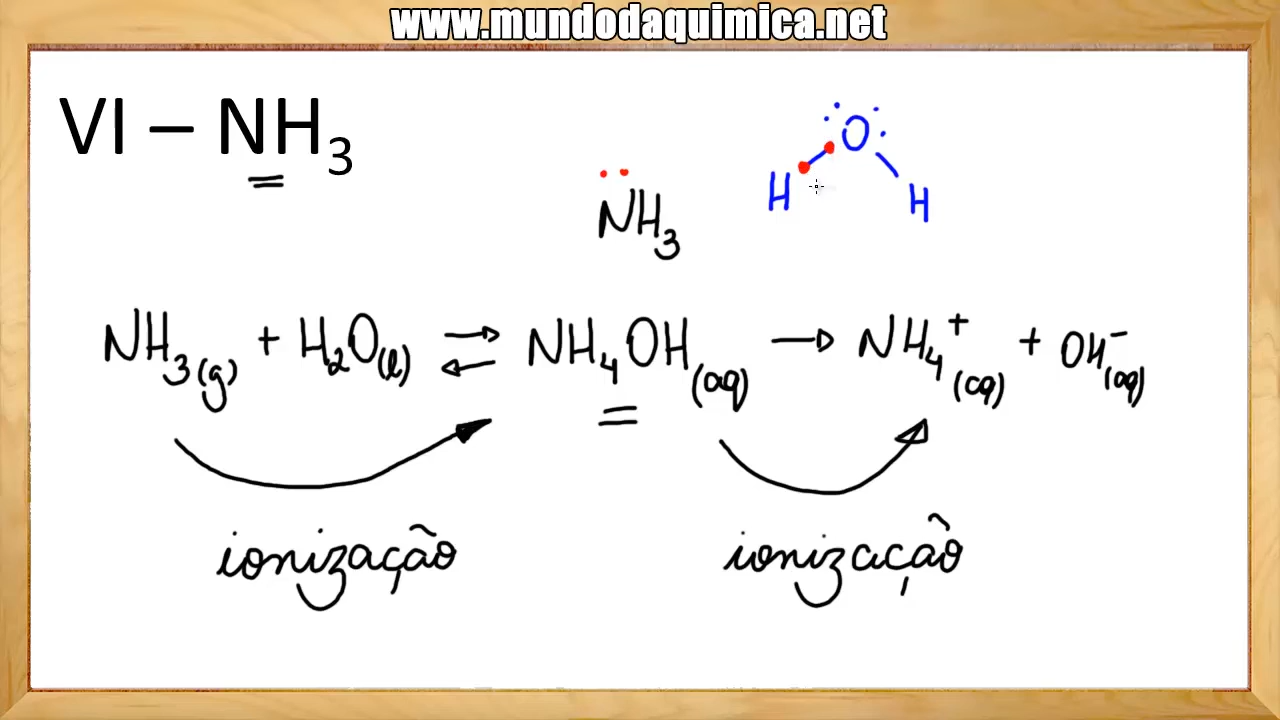 www.mundodaquimica.net
VI – NH₃
NH₃
O
H H
NH₃(g) + H₂O(l) ⇌ NH₄OH(aq) → NH₄⁺(aq) + OH⁻(aq)
ionização ionização